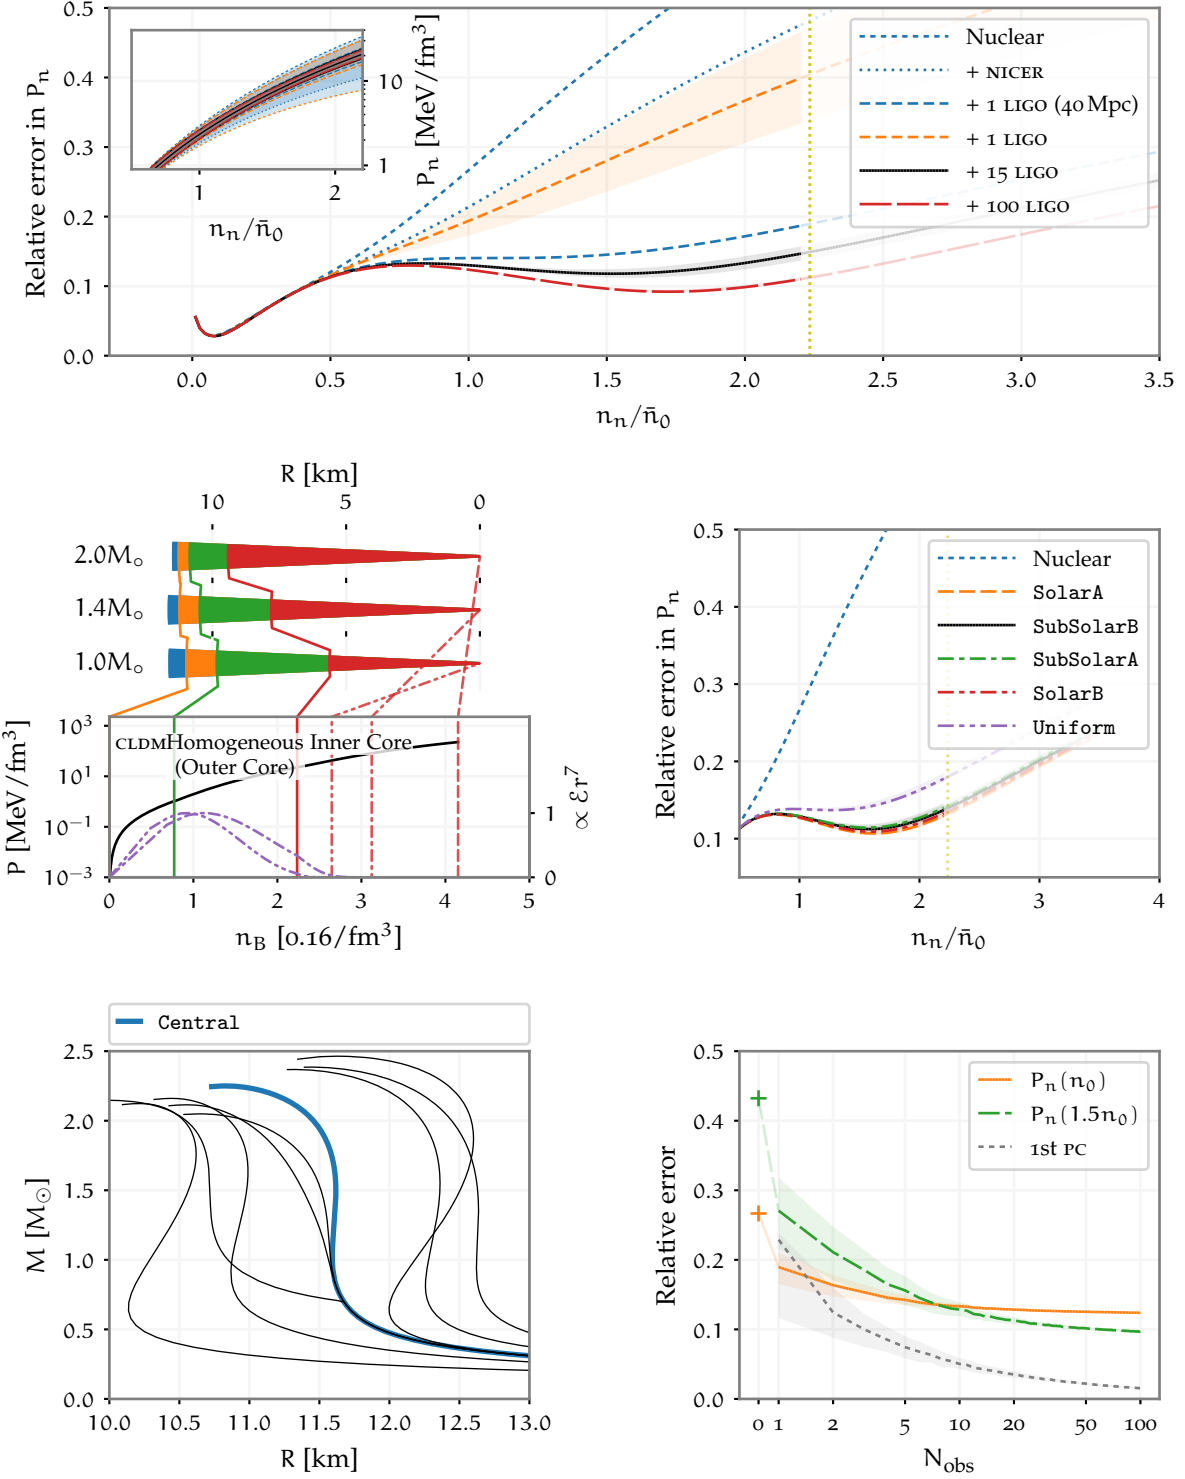 0.5
0.4
0.3
0.2
0.1
0.0
Relative error in Pₙ
0.0 0.5 1.0 1.5 2.0 2.5 3.0 3.5
nₙ/n̄₀
10
1
Pₙ [MeV/fm³]
1 2
nₙ/n̄₀
Nuclear
+ NICER
+ 1 LIGO (40 Mpc)
+ 1 LIGO
+ 15 LIGO
+ 100 LIGO
R [km]
10 5 0
2.0M☉
1.4M☉
1.0M☉
10³
10¹
10⁻¹
10⁻³
P [MeV/fm³]
CLDM Homogeneous Inner Core
(Outer Core)
1
0
∝ ℰr⁷
0 1 2 3 4 5
n_B [0.16/fm³]
0.5
0.4
0.3
0.2
0.1
Relative error in Pₙ
Nuclear
SolarA
SubSolarB
SubSolarA
SolarB
Uniform
1 2 3 4
nₙ/n̄₀
Central
2.5
2.0
1.5
1.0
0.5
0.0
M [M☉]
10.0 10.5 11.0 11.5 12.0 12.5 13.0
R [km]
0.5
0.4
0.3
0.2
0.1
0.0
Relative error
Pₙ(n₀)
Pₙ(1.5n₀)
1st PC
0 1 2 5 10 20 50 100
N_obs